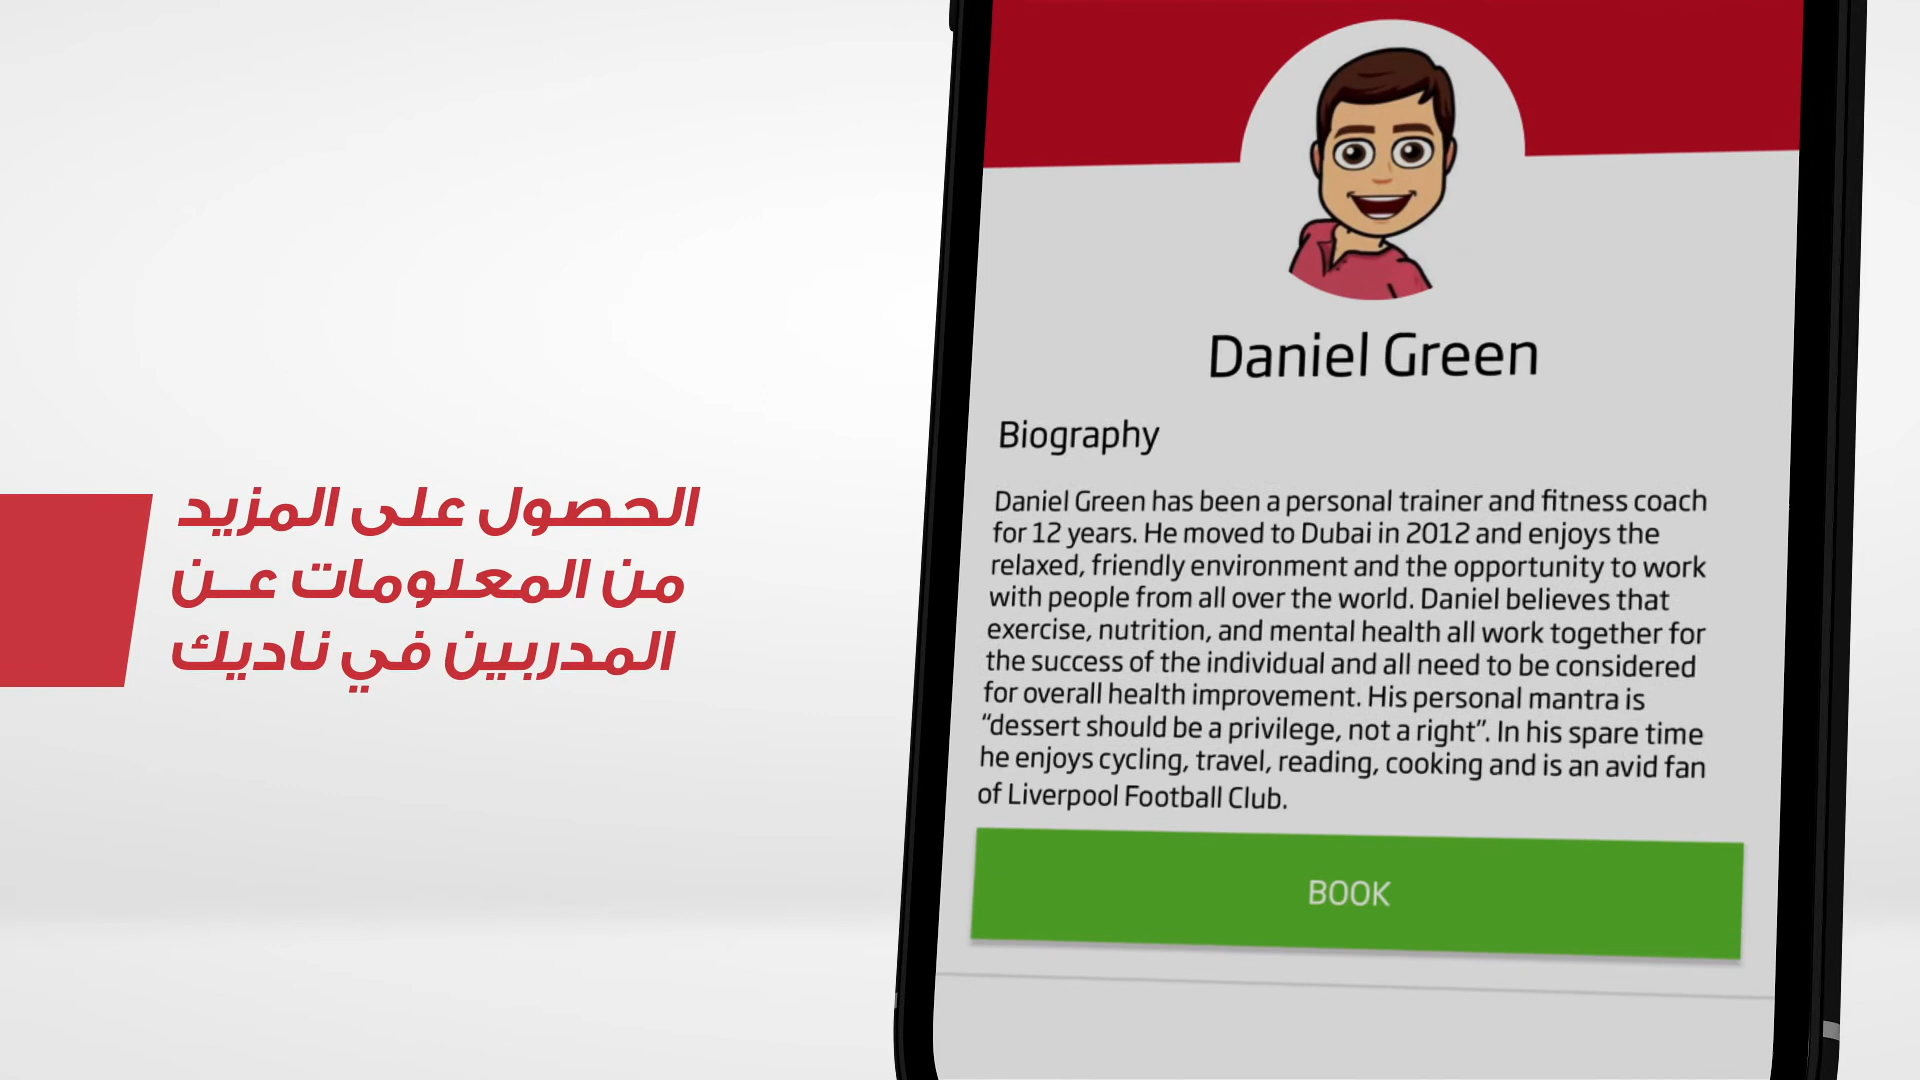 الحصول على المزيد
من المعلومات عن
المدربين في ناديك
Daniel Green
Biography
Daniel Green has been a personal trainer and fitness coach
for 12 years. He moved to Dubai in 2012 and enjoys the
relaxed, friendly environment and the opportunity to work
with people from all over the world. Daniel believes that
exercise, nutrition, and mental health all work together for
the success of the individual and all need to be considered
for overall health improvement. His personal mantra is
“dessert should be a privilege, not a right”. In his spare time
he enjoys cycling, travel, reading, cooking and is an avid fan
of Liverpool Football Club.
BOOK